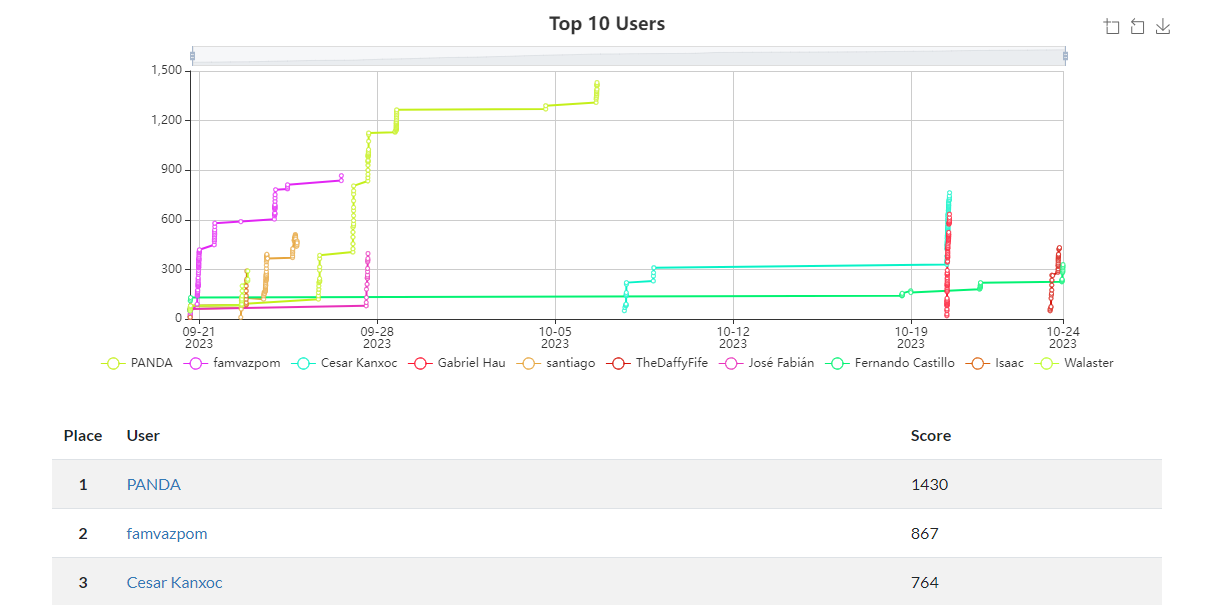 Top 10 Users
1,500
1,200
900
600
300
0
09-21 09-28 10-05 10-12 10-19 10-24
2023 2023 2023 2023 2023 2023
PANDA famvazpom Cesar Kanxoc Gabriel Hau santiago TheDaffyFife José Fabián Fernando Castillo Isaac Walaster
Place User Score
1 PANDA 1430
2 famvazpom 867
3 Cesar Kanxoc 764